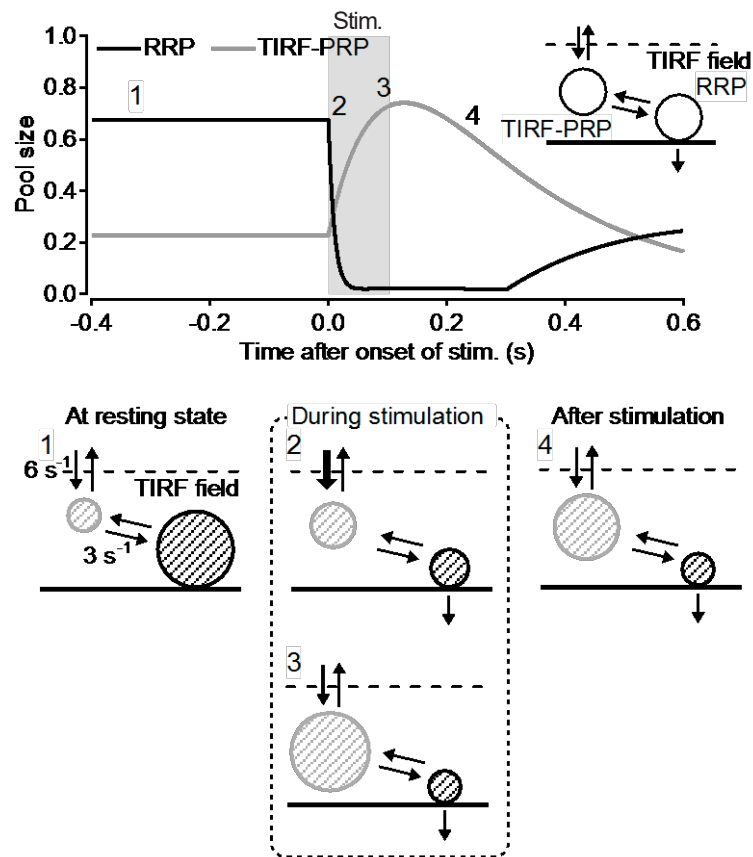 Stim.
RRP TIRF-PRP
1.0
0.8
0.6
0.4
0.2
0.0
Pool size
1
2
3
4
TIRF field
RRP
TIRF-PRP
-0.4 -0.2 0.0 0.2 0.4 0.6
Time after onset of stim. (s)
At resting state
1
6 s⁻¹
TIRF field
3 s⁻¹
During stimulation
2
3
After stimulation
4